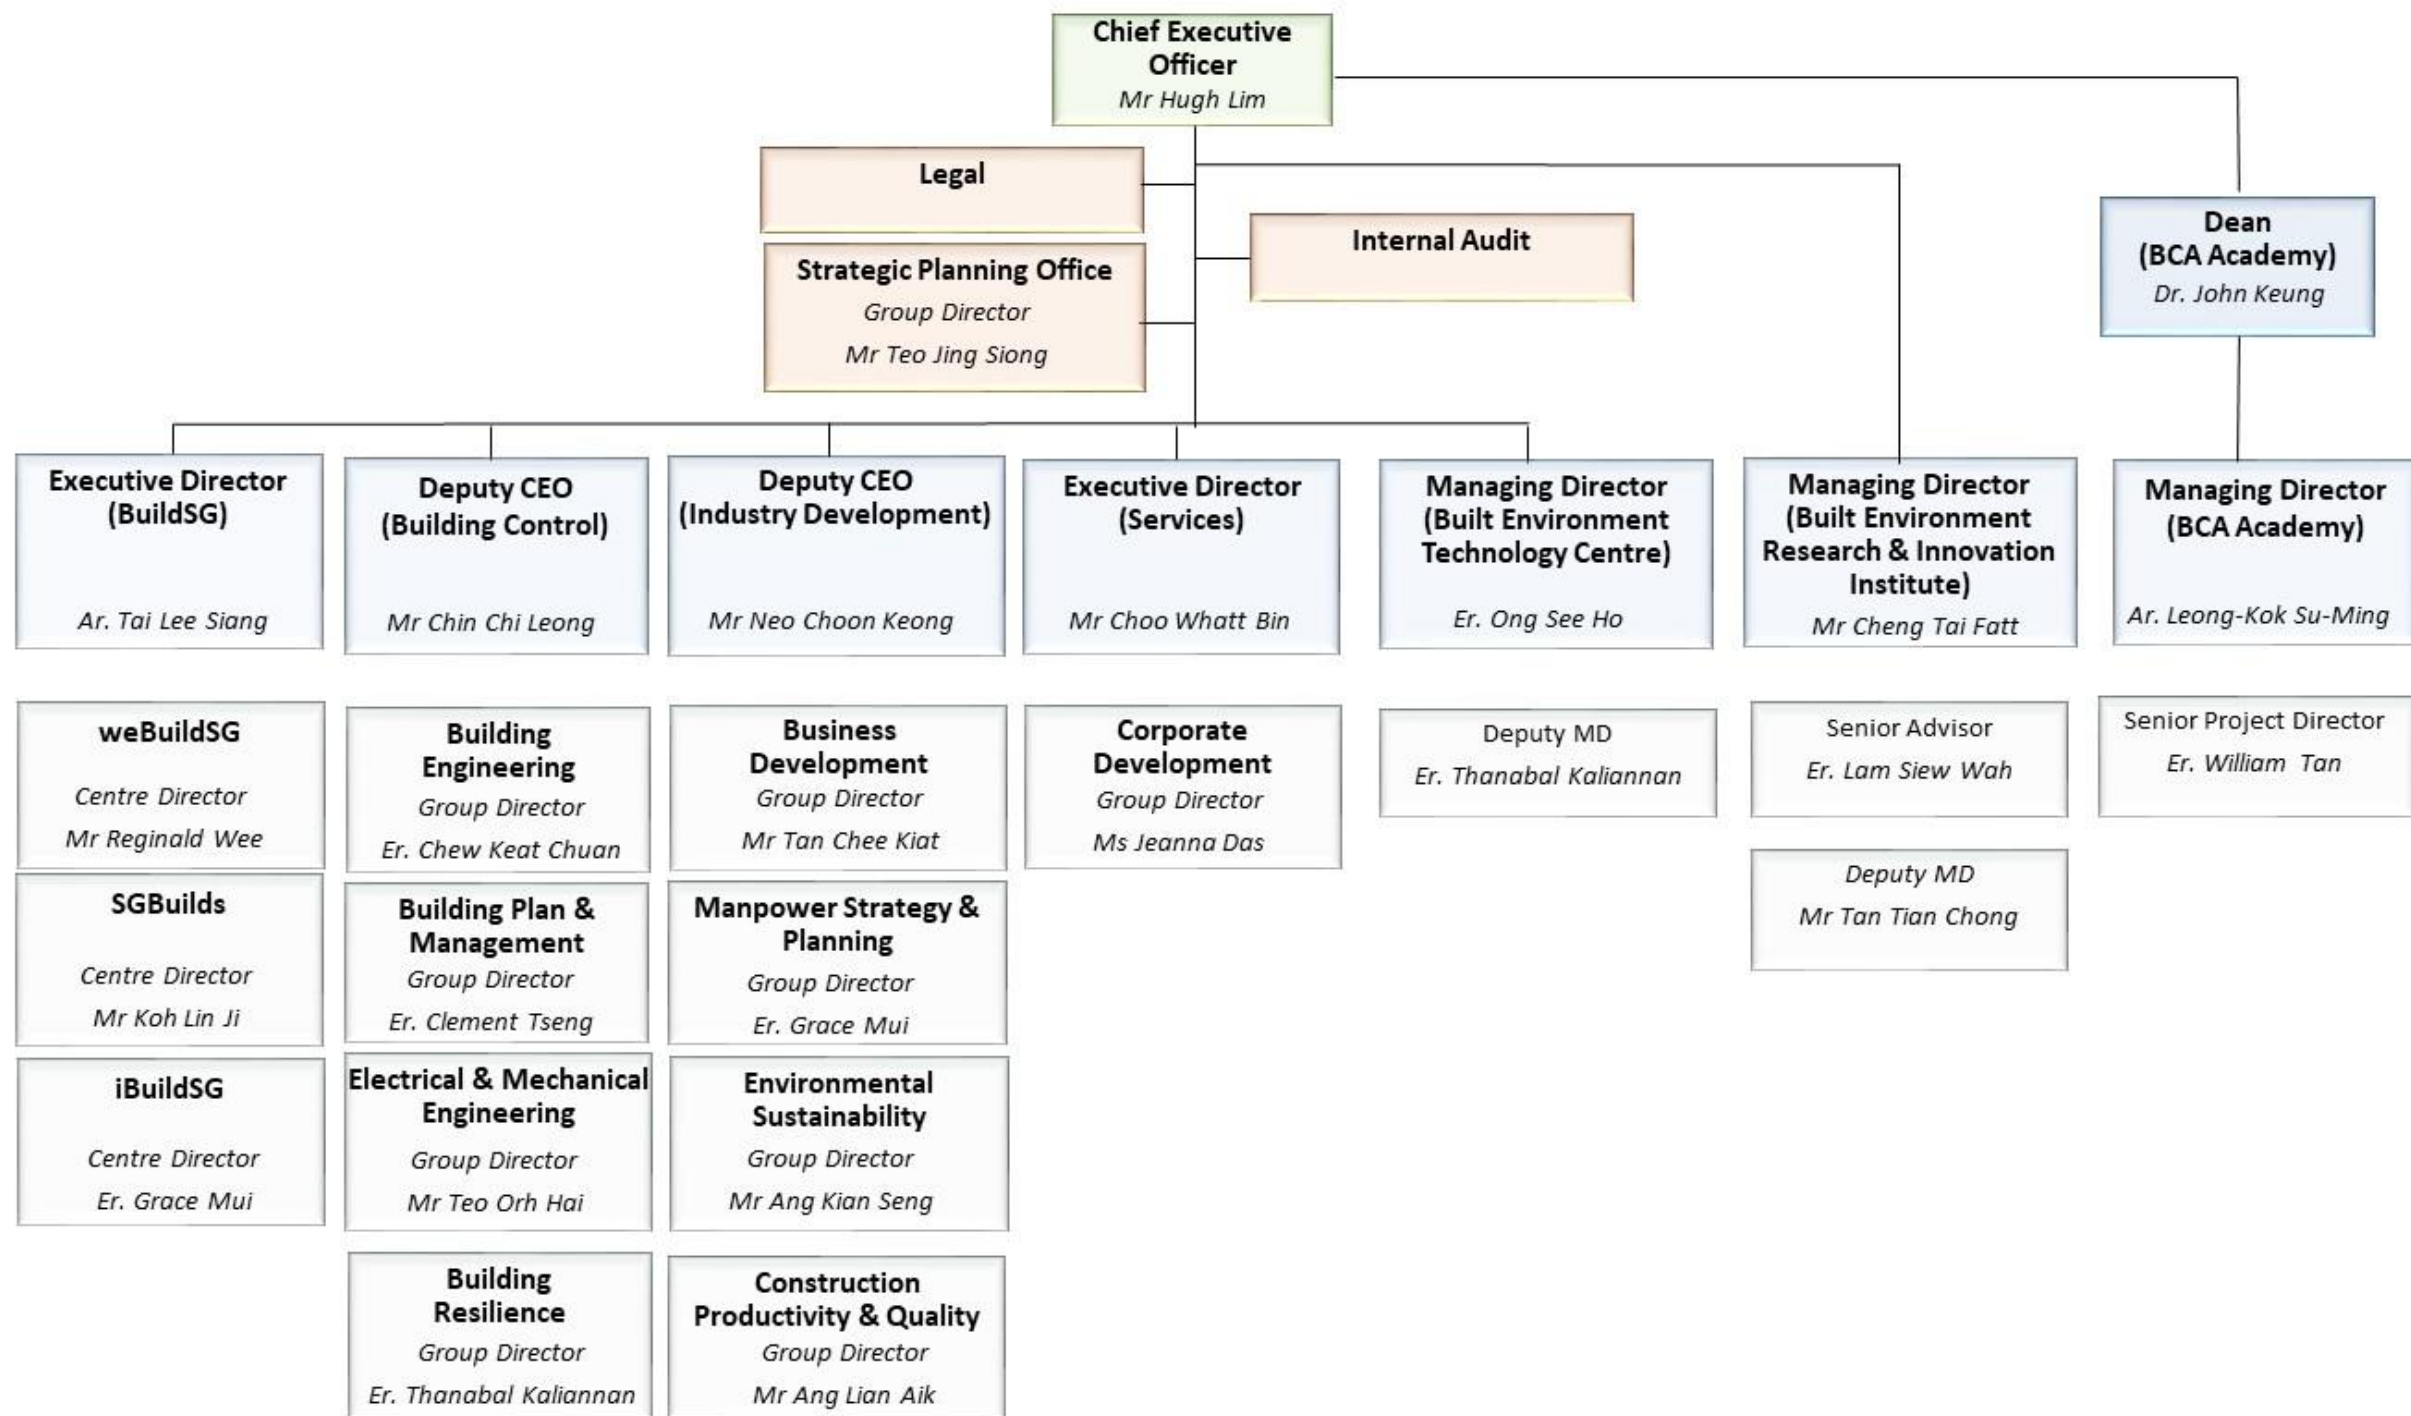 Chief Executive
Officer
Mr Hugh Lim
Legal
Internal Audit
Strategic Planning Office
Group Director
Mr Teo Jing Siong
Dean
(BCA Academy)
Dr. John Keung
Executive Director
(BuildSG)
Ar. Tai Lee Siang
Deputy CEO
(Building Control)
Mr Chin Chi Leong
Deputy CEO
(Industry Development)
Mr Neo Choon Keong
Executive Director
(Services)
Mr Choo Whatt Bin
Managing Director
(Built Environment
Technology Centre)
Er. Ong See Ho
Managing Director
(Built Environment
Research & Innovation
Institute)
Mr Cheng Tai Fatt
Managing Director
(BCA Academy)
Ar. Leong-Kok Su-Ming
weBuildSG
Centre Director
Mr Reginald Wee
SGBuilds
Centre Director
Mr Koh Lin Ji
iBuildSG
Centre Director
Er. Grace Mui
Building
Engineering
Group Director
Er. Chew Keat Chuan
Building Plan &
Management
Group Director
Er. Clement Tseng
Electrical & Mechanical
Engineering
Group Director
Mr Teo Orh Hai
Building
Resilience
Group Director
Er. Thanabal Kaliannan
Business
Development
Group Director
Mr Tan Chee Kiat
Manpower Strategy &
Planning
Group Director
Er. Grace Mui
Environmental
Sustainability
Group Director
Mr Ang Kian Seng
Construction
Productivity & Quality
Group Director
Mr Ang Lian Aik
Corporate
Development
Group Director
Ms Jeanna Das
Deputy MD
Er. Thanabal Kaliannan
Senior Advisor
Er. Lam Siew Wah
Deputy MD
Mr Tan Tian Chong
Senior Project Director
Er. William Tan